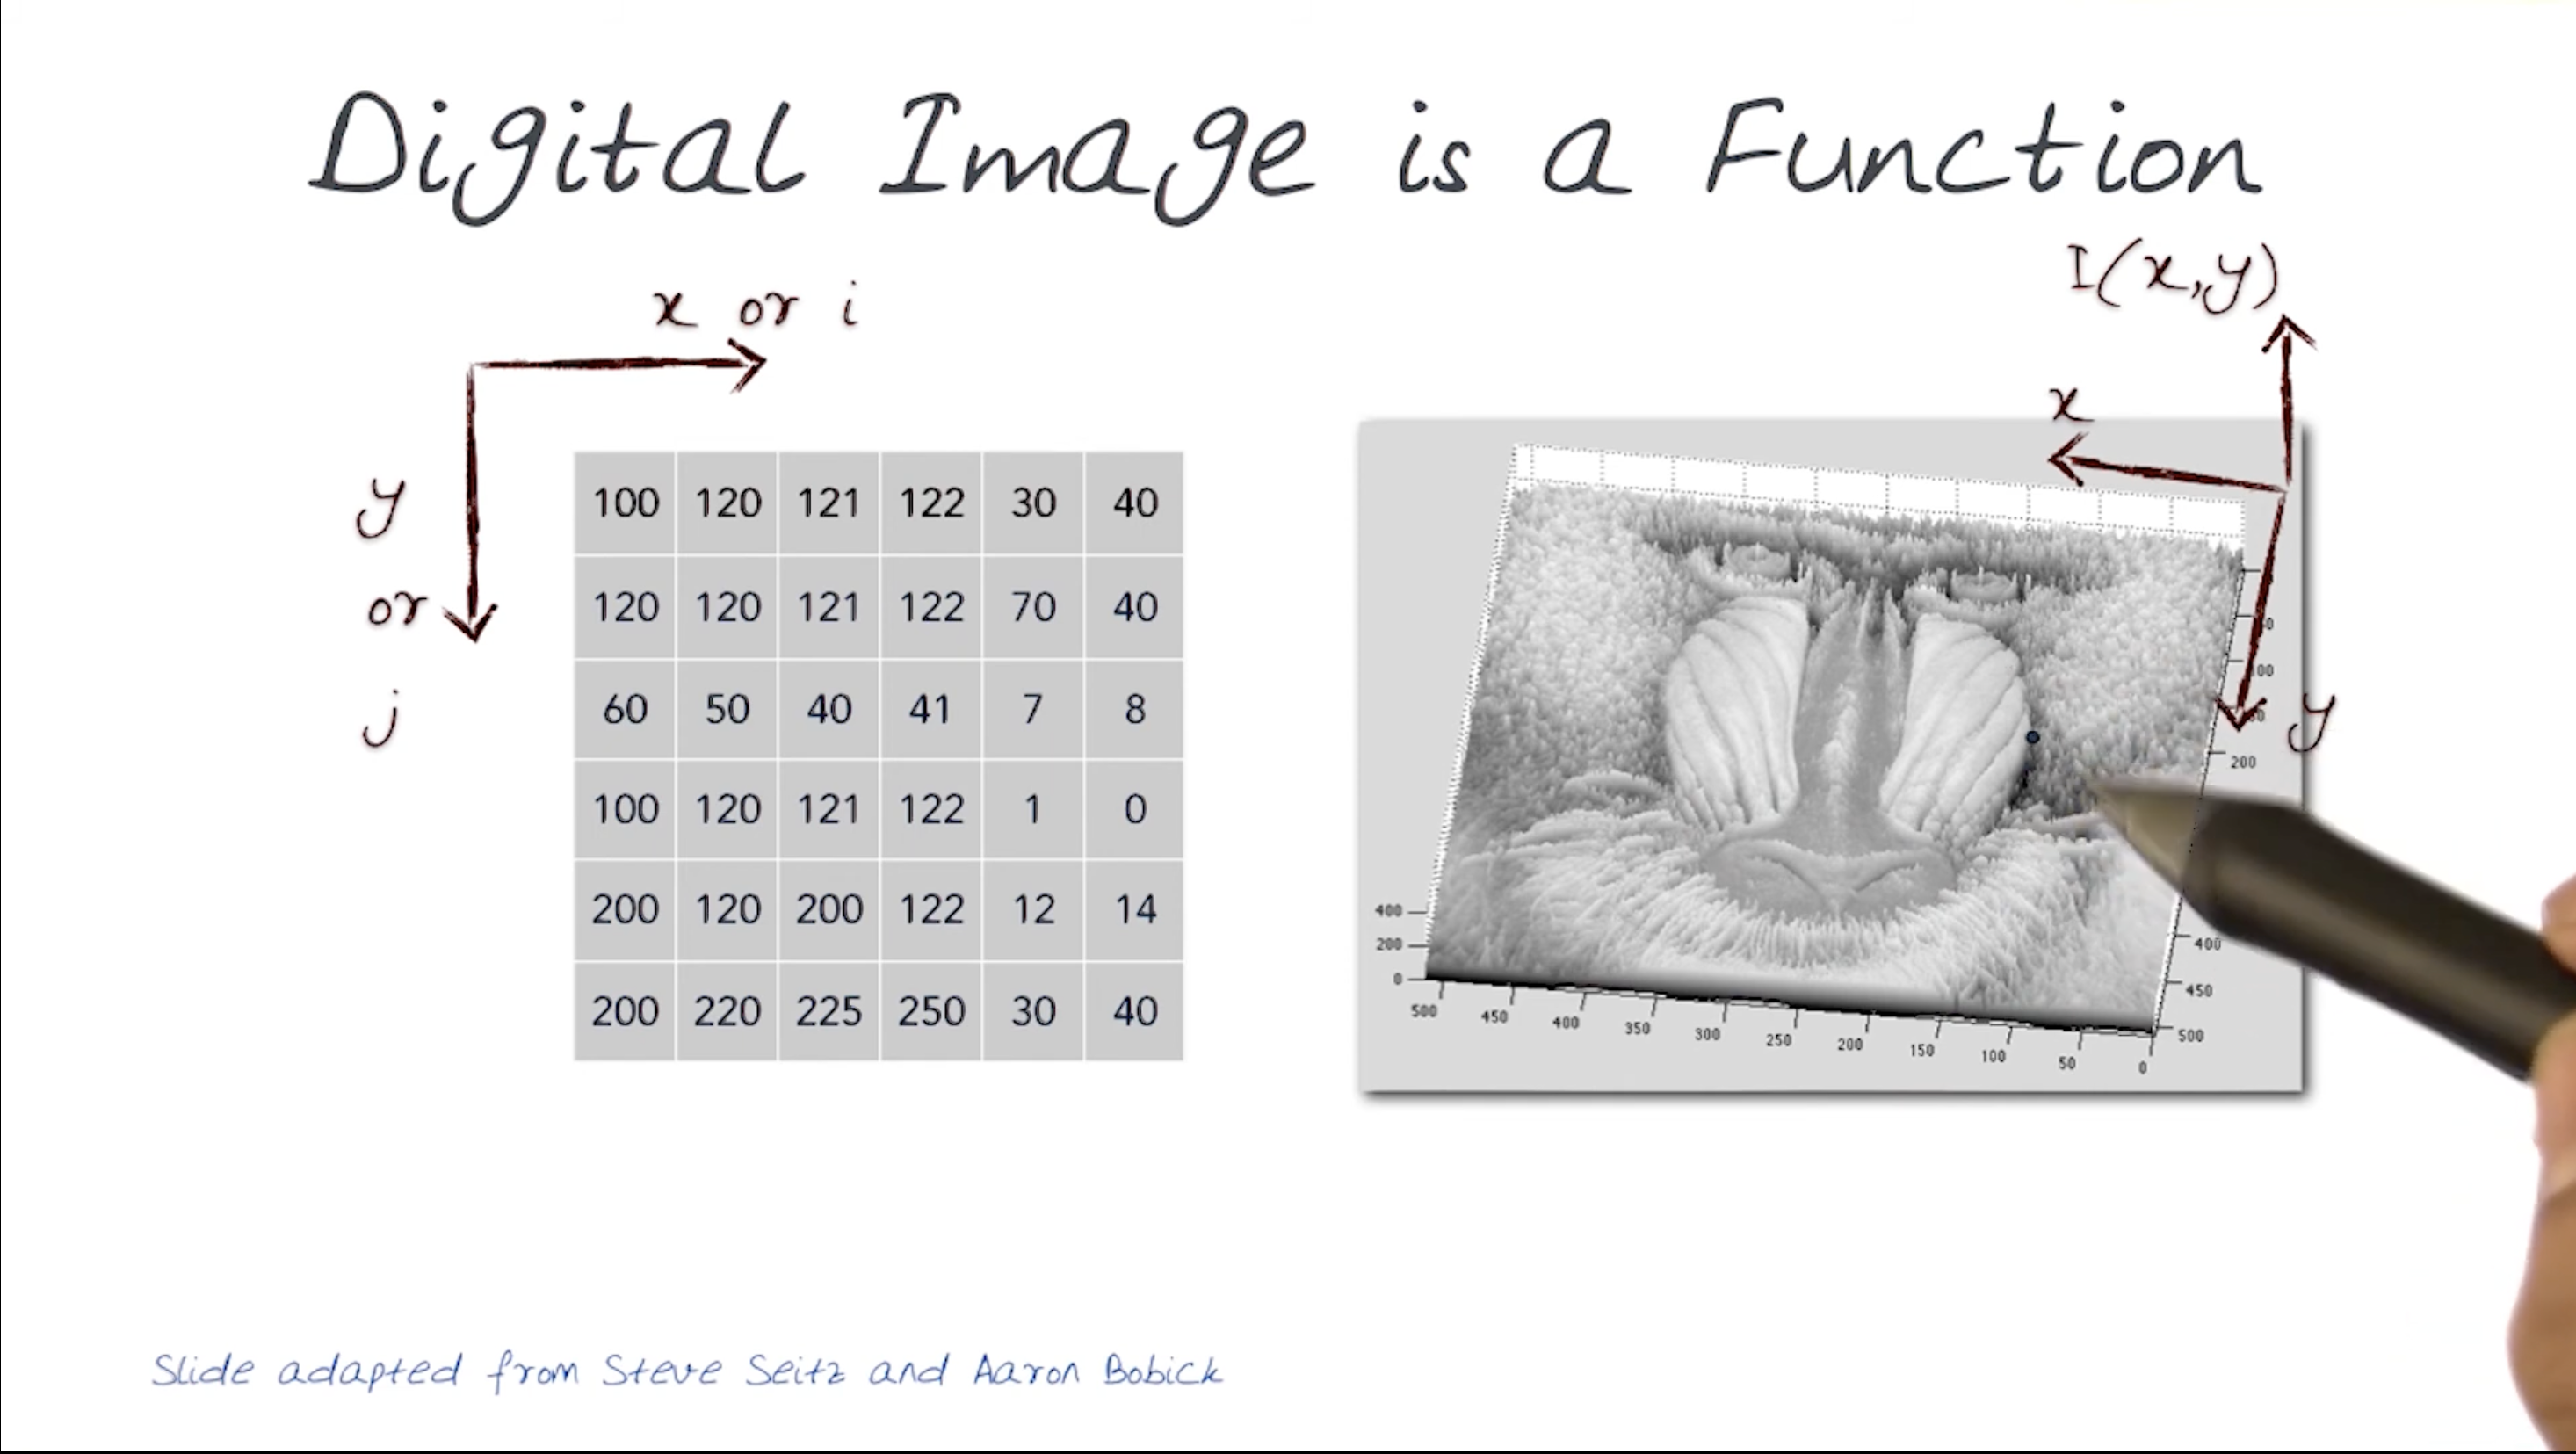 Digital Image is a Function
x or i
y
or
j
100 120 121 122 30 40
120 120 121 122 70 40
60 50 40 41 7 8
100 120 121 122 1 0
200 120 200 122 12 14
200 220 225 250 30 40
I(x,y)
x
y
200
400
450
500
400
200
0
500 450 400 350 300 250 200 150 100 50 0
Slide adapted from Steve Seitz and Aaron Bobick